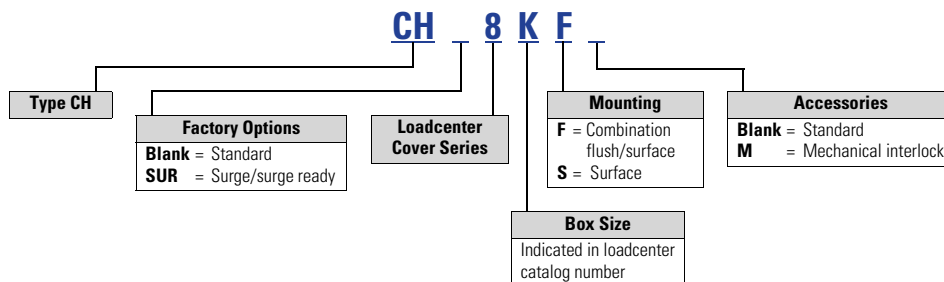 CH _ 8 K F _
Type CH
Factory Options
Blank = Standard
SUR = Surge/surge ready
Loadcenter
Cover Series
Mounting
F = Combination
flush/surface
S = Surface
Accessories
Blank = Standard
M = Mechanical interlock
Box Size
Indicated in loadcenter
catalog number